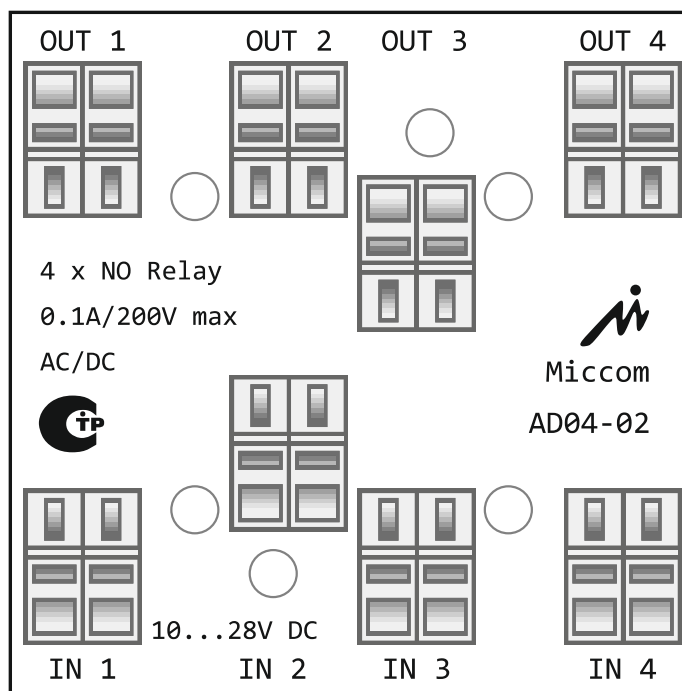 OUT 1 OUT 2 OUT 3 OUT 4
4 x NO Relay
0.1A/200V max
AC/DC
СТР
Miccom
AD04-02
10...28V DC
IN 1 IN 2 IN 3 IN 4